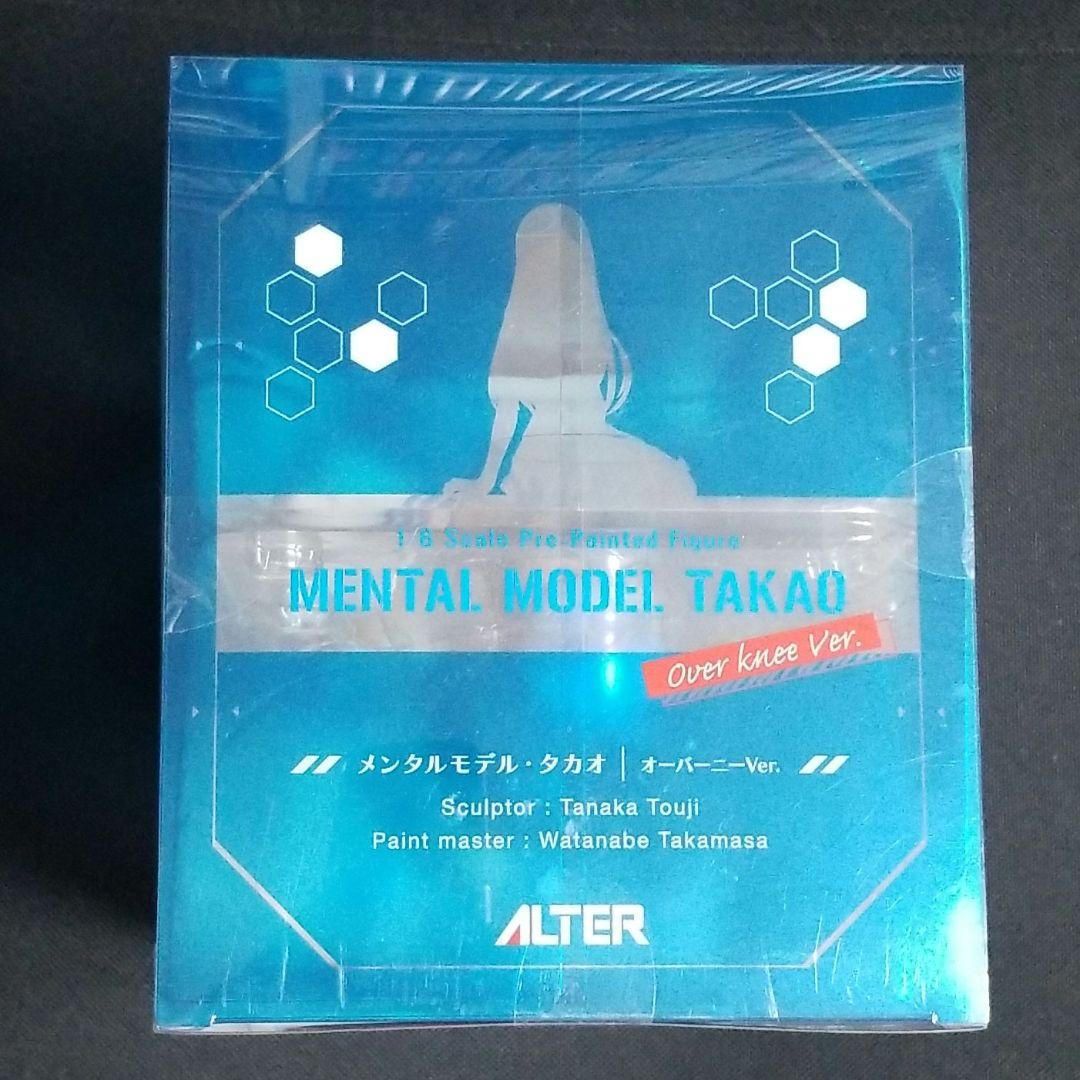 1/8 Scale Pre-Painted Figure
MENTAL MODEL TAKAO
Over knee Ver.
メンタルモデル・タカオ | オーバーニーVer.
Sculptor : Tanaka Touji
Paint master : Watanabe Takamasa
ALTER